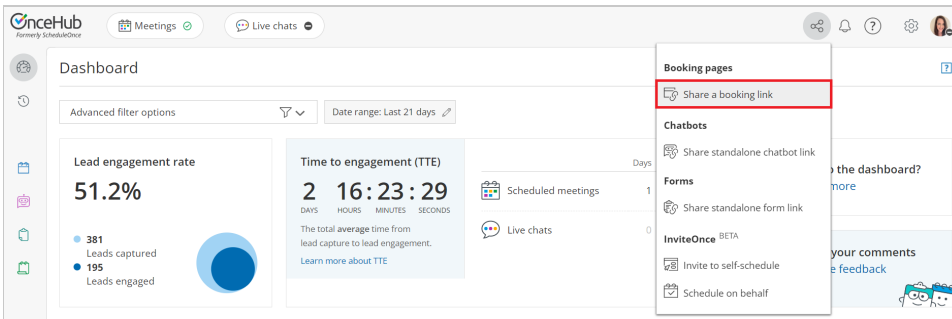 OnceHub
Formerly ScheduleOnce
Meetings
Live chats
Dashboard
Advanced filter options
Date range: Last 21 days
Lead engagement rate
51.2%
381
Leads captured
195
Leads engaged
Time to engagement (TTE)
2 16:23:29
DAYS HOURS MINUTES SECONDS
The total average time from
lead capture to lead engagement.
Learn more about TTE
Days
Scheduled meetings 1
Live chats 0
Booking pages
Share a booking link
Chatbots
Share standalone chatbot link
Forms
Share standalone form link
InviteOnce BETA
Invite to self-schedule
Schedule on behalf
?
?
the dashboard?
more
your comments
feedback